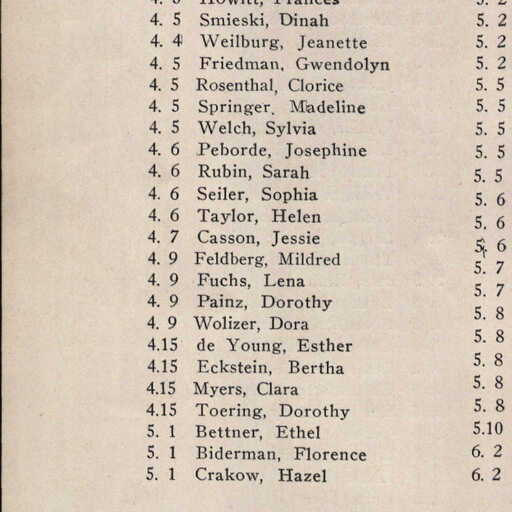 4. 6 Howitt, Frances 5. 2
4. 5 Smieski, Dinah 5. 2
4. 4 Weilburg, Jeanette 5. 2
4. 5 Friedman, Gwendolyn 5. 2
4. 5 Rosenthal, Clorice 5. 5
4. 5 Springer, Madeline 5. 5
4. 5 Welch, Sylvia 5. 5
4. 6 Peborde, Josephine 5. 5
4. 6 Rubin, Sarah 5. 5
4. 6 Seiler, Sophia 5. 6
4. 6 Taylor, Helen 5. 6
4. 7 Casson, Jessie 5. 6
4. 9 Feldberg, Mildred 5. 7
4. 9 Fuchs, Lena 5. 7
4. 9 Painz, Dorothy 5. 8
4. 9 Wolizer, Dora 5. 8
4.15 de Young, Esther 5. 8
4.15 Eckstein, Bertha 5. 8
4.15 Myers, Clara 5. 8
4.15 Toering, Dorothy 5.10
5. 1 Bettner, Ethel 6. 2
5. 1 Biderman, Florence 6. 2
5. 1 Crakow, Hazel